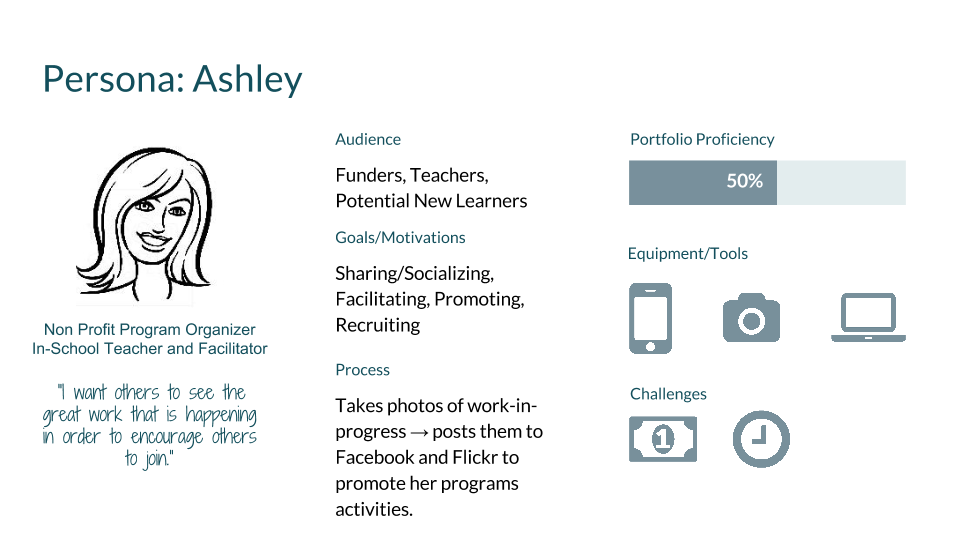 Persona: Ashley
Non Profit Program Organizer
In-School Teacher and Facilitator
"I want others to see the
great work that is happening
in order to encourage others
to join."
Audience
Funders, Teachers,
Potential New Learners
Goals/Motivations
Sharing/Socializing,
Facilitating, Promoting,
Recruiting
Process
Takes photos of work-in-
progress → posts them to
Facebook and Flickr to
promote her programs
activities.
Portfolio Proficiency
50%
Equipment/Tools
Challenges
1